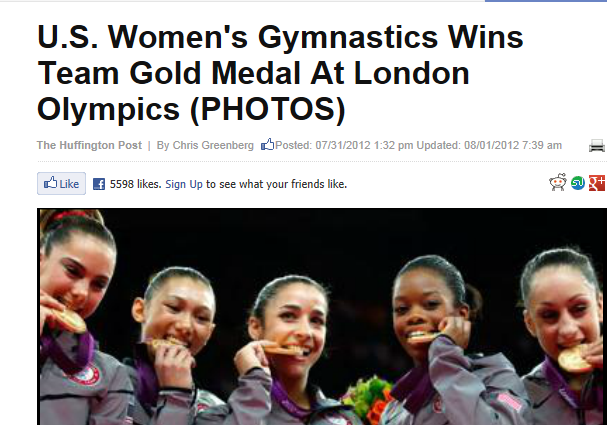 U.S. Women's Gymnastics Wins
Team Gold Medal At London
Olympics (PHOTOS)
The Huffington Post | By Chris Greenberg Posted: 07/31/2012 1:32 pm Updated: 08/01/2012 7:39 am
Like 5598 likes. Sign Up to see what your friends like.